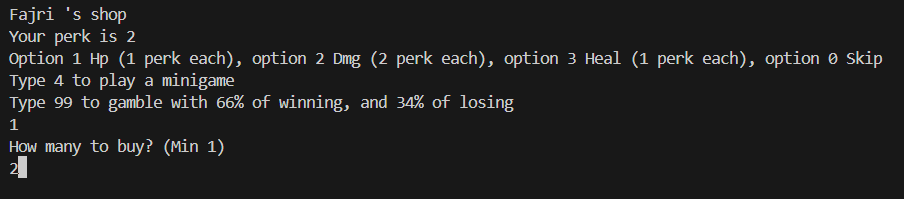 Fajri 's shop
Your perk is 2
Option 1 Hp (1 perk each), option 2 Dmg (2 perk each), option 3 Heal (1 perk each), option 0 Skip
Type 4 to play a minigame
Type 99 to gamble with 66% of winning, and 34% of losing
1
How many to buy? (Min 1)
2